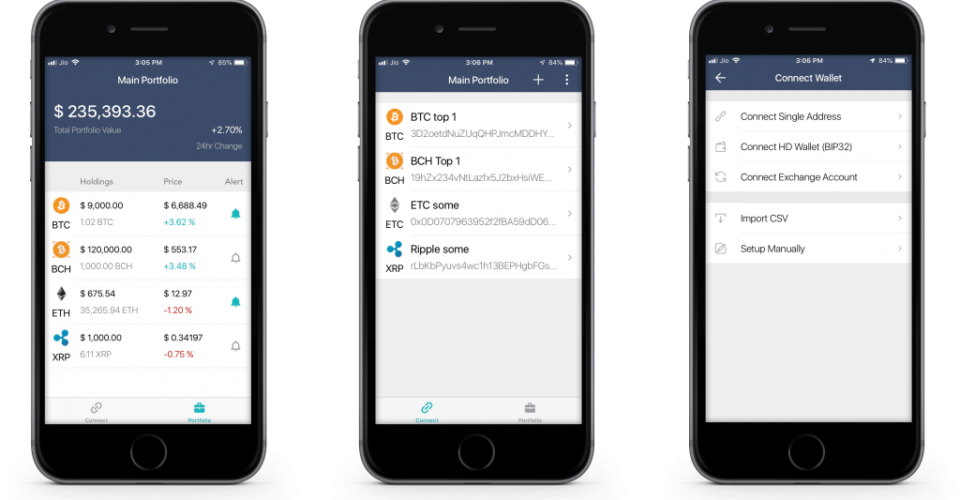 Jio 3:05 PM 85%
Main Portfolio
$ 235,393.36
Total Portfolio Value +2.70%
24hr Change
Holdings Price Alert
$ 9,000.00 $ 6,688.49
BTC 1.02 BTC +3.62 %
$ 120,000.00 $ 553.17
BCH 1,000.00 BCH +3.48 %
$ 675.54 $ 12.97
ETH 35,265.94 ETH -1.20 %
$ 1,000.00 $ 0.34197
XRP 6.11 XRP -0.75 %
Connect Portfolio
Jio 3:06 PM 84%
Main Portfolio +
BTC top 1
BTC 3D2oetdNuZUqQHPJmcMDDHY...
BCH Top 1
BCH 19hZx234vNtLazfx5J2bxHsiWE...
ETC some
ETC 0x0D0707963952f2fBA59dD06...
Ripple some
XRP rLbKbPyuvs4wc1h13BEPHgbFGs...
Connect Portfolio
Jio 3:06 PM 84%
Connect Wallet
Connect Single Address
Connect HD Wallet (BIP32)
Connect Exchange Account
Import CSV
Setup Manually